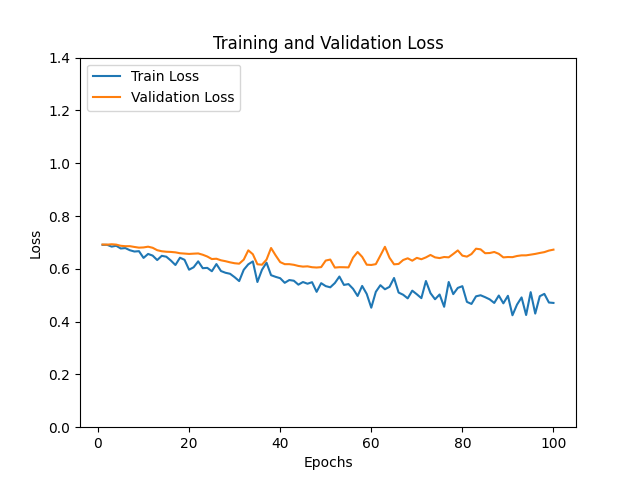 Training and Validation Loss
Train Loss
Validation Loss
1.4
1.2
1.0
0.8
0.6
0.4
0.2
0.0
Loss
0 20 40 60 80 100
Epochs